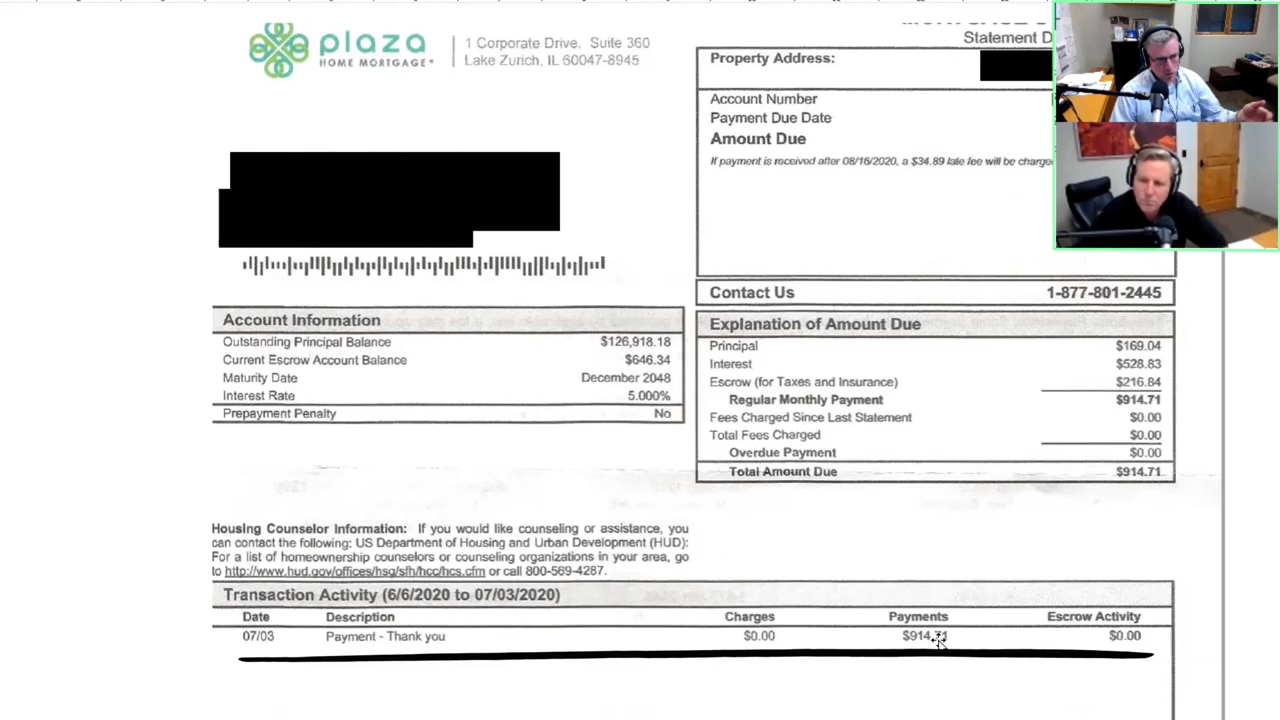 plaza
HOME MORTGAGE
1 Corporate Drive, Suite 360
Lake Zurich, IL 60047-8945
Statement D
Property Address:
Account Number
Payment Due Date
Amount Due
If payment is received after 08/16/2020, a $34.89 late fee will be charged
Contact Us 1-877-801-2445
Account Information
Outstanding Principal Balance $126,918.18
Current Escrow Account Balance $646.34
Maturity Date December 2048
Interest Rate 5.000%
Prepayment Penalty No
Explanation of Amount Due
Principal $169.04
Interest $528.83
Escrow (for Taxes and Insurance) $216.84
Regular Monthly Payment $914.71
Fees Charged Since Last Statement $0.00
Total Fees Charged $0.00
Overdue Payment $0.00
Total Amount Due $914.71
Housing Counselor Information: If you would like counseling or assistance, you
can contact the following: US Department of Housing and Urban Development (HUD):
For a list of homeownership counselors or counseling organizations in your area, go
to http://www.hud.gov/offices/hsg/sfh/hcc/hcs.cfm or call 800-569-4287.
Transaction Activity (6/6/2020 to 07/03/2020)
Date Description Charges Payments Escrow Activity
07/03 Payment - Thank you $0.00 $914.71 $0.00